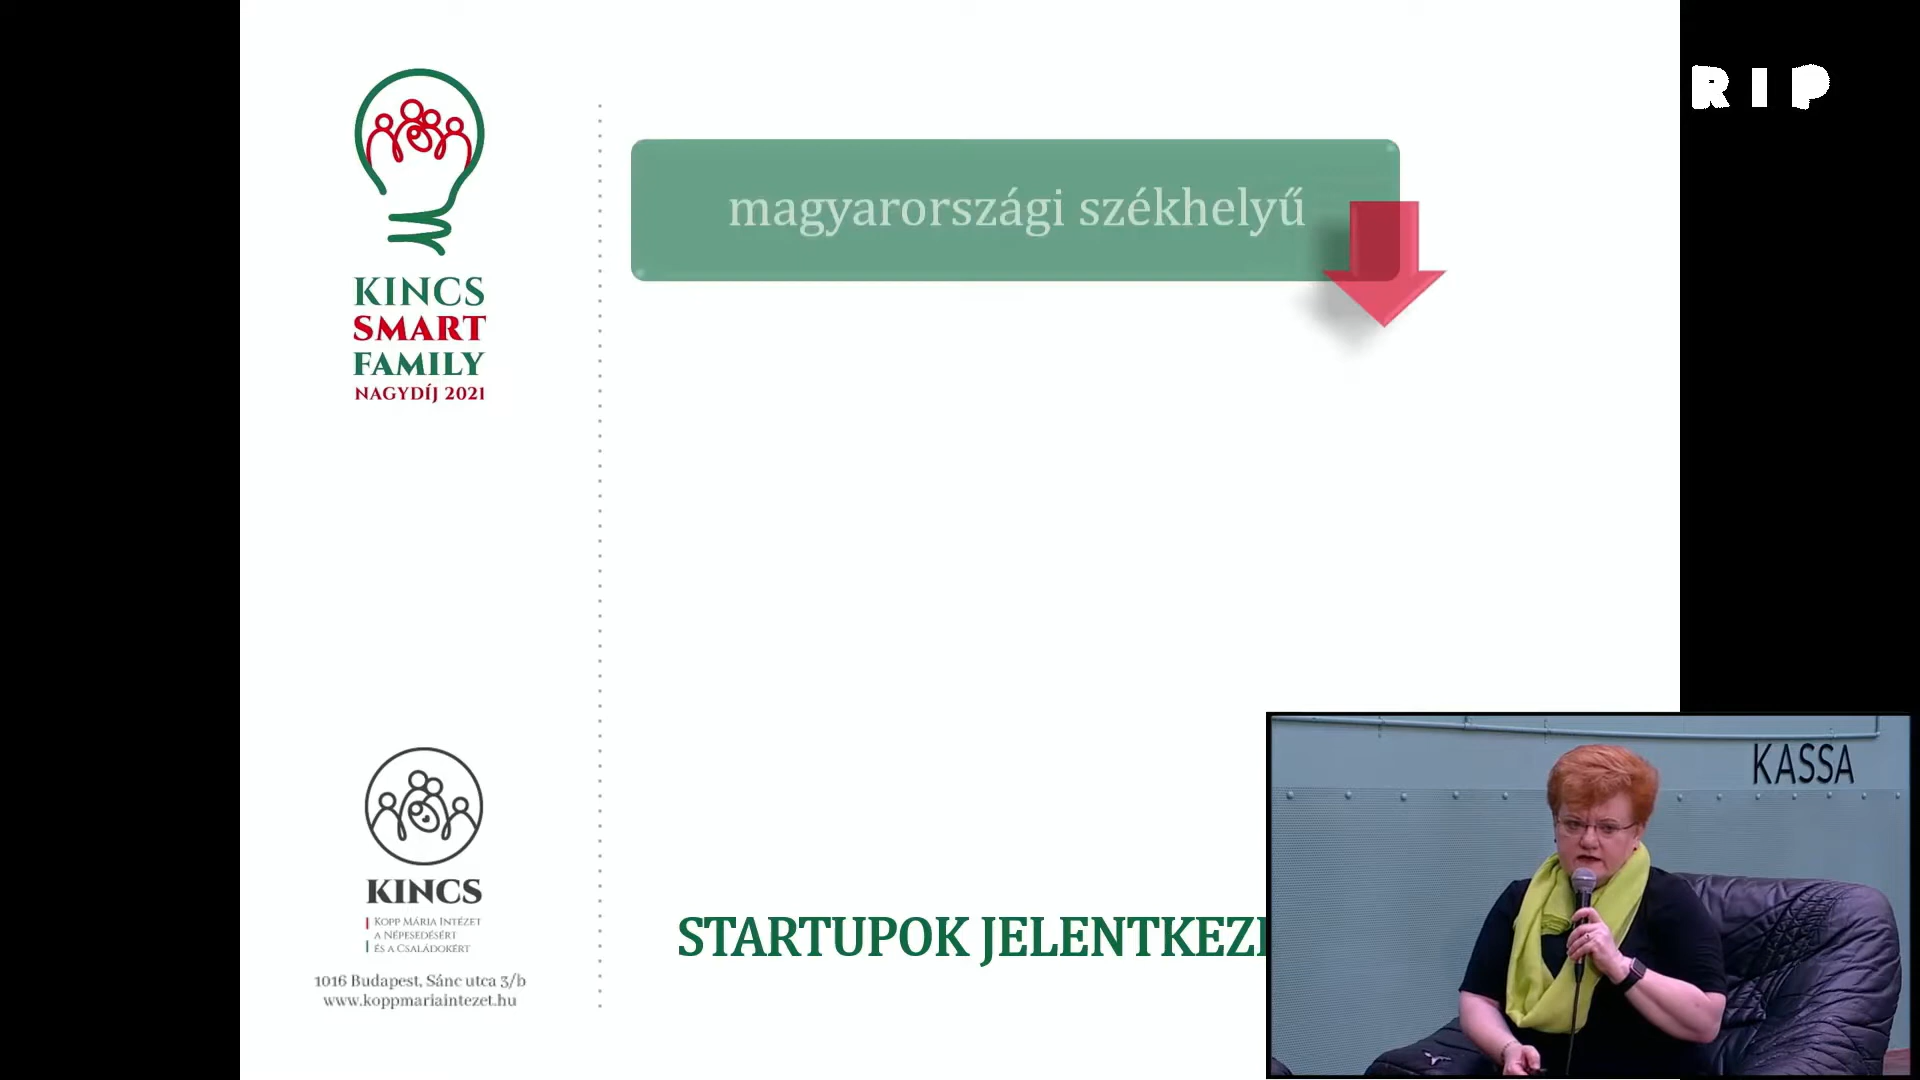 RIP
magyarországi székhelyű
KINCS
SMART
FAMILY
NAGYDÍJ 2021
KASSA
KINCS
KOPP MÁRIA INTÉZET
A NÉPESEDÉSÉRT
ÉS A CSALÁDOKÉRT
STARTUPOK JELENTKEZ
1016 Budapest, Sánc utca 3/b
www.koppmariaintezet.hu